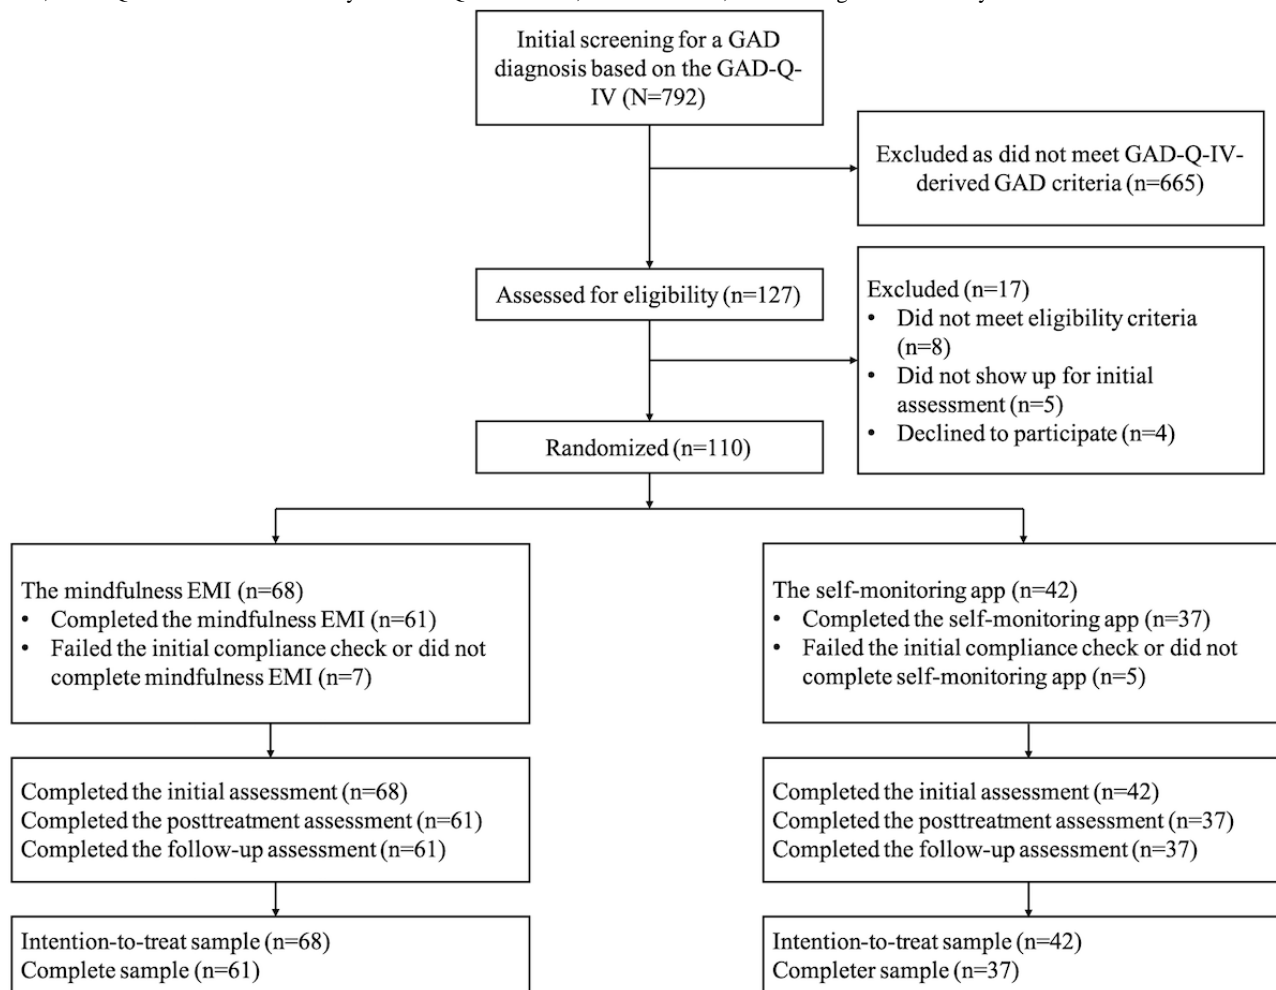 Initial screening for a GAD
diagnosis based on the GAD-Q-
IV (N=792)
Excluded as did not meet GAD-Q-IV-
derived GAD criteria (n=665)
Assessed for eligibility (n=127)
Excluded (n=17)
• Did not meet eligibility criteria
(n=8)
• Did not show up for initial
assessment (n=5)
• Declined to participate (n=4)
Randomized (n=110)
The mindfulness EMI (n=68)
• Completed the mindfulness EMI (n=61)
• Failed the initial compliance check or did not
complete mindfulness EMI (n=7)
The self-monitoring app (n=42)
• Completed the self-monitoring app (n=37)
• Failed the initial compliance check or did not
complete self-monitoring app (n=5)
Completed the initial assessment (n=68)
Completed the posttreatment assessment (n=61)
Completed the follow-up assessment (n=61)
Completed the initial assessment (n=42)
Completed the posttreatment assessment (n=37)
Completed the follow-up assessment (n=37)
Intention-to-treat sample (n=68)
Complete sample (n=61)
Intention-to-treat sample (n=42)
Completer sample (n=37)